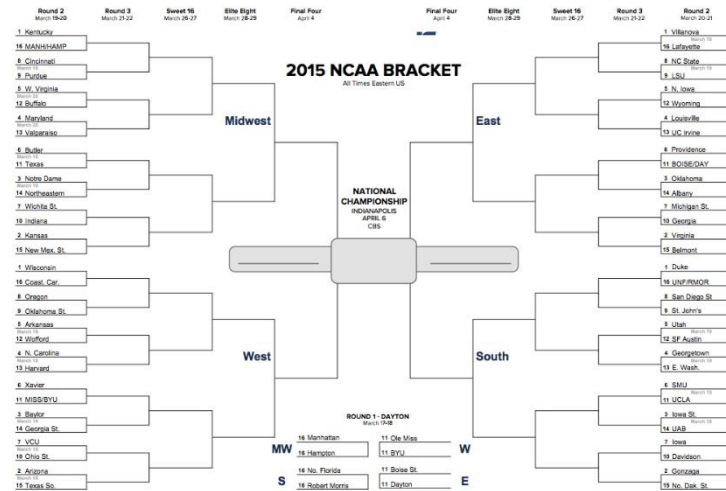 Round 2
March 19-20
Round 3
March 21-22
Sweet 16
March 26-27
Elite Eight
March 28-29
Final Four
April 4
Final Four
April 4
Elite Eight
March 28-29
Sweet 16
March 26-27
Round 3
March 21-22
Round 2
March 20-21
2015 NCAA BRACKET
All Times Eastern US
1 Kentucky
16 MANH/HAMP
8 Cincinnati
9 Purdue
5 W. Virginia
12 Buffalo
4 Maryland
13 Valparaiso
6 Butler
11 Texas
3 Notre Dame
14 Northeastern
7 Wichita St.
10 Indiana
2 Kansas
15 New Mex. St.
Midwest
1 Wisconsin
16 Coast. Car.
8 Oregon
9 Oklahoma St.
5 Arkansas
12 Wofford
4 N. Carolina
13 Harvard
6 Xavier
11 MISS/BYU
3 Baylor
14 Georgia St.
7 VCU
10 Ohio St.
2 Arizona
15 Texas So.
West
NATIONAL
CHAMPIONSHIP
INDIANAPOLIS
APRIL 6
CBS
East
1 Villanova
16 Lafayette
8 NC State
9 LSU
5 N. Iowa
12 Wyoming
4 Louisville
13 UC Irvine
6 Providence
11 BOISE/DAY
3 Oklahoma
14 Albany
7 Michigan St.
10 Georgia
2 Virginia
15 Belmont
South
1 Duke
16 UNF/RMOR
8 San Diego St
9 St. John's
5 Utah
12 SF Austin
4 Georgetown
13 E. Wash.
6 SMU
11 UCLA
3 Iowa St.
14 UAB
7 Iowa
10 Davidson
2 Gonzaga
15 No. Dak. St.
ROUND 1 - DAYTON
March 17-18
MW
16 Manhattan
16 Hampton
11 Ole Miss
11 BYU
W
S
16 No. Florida
16 Robert Morris
11 Boise St.
11 Dayton
E